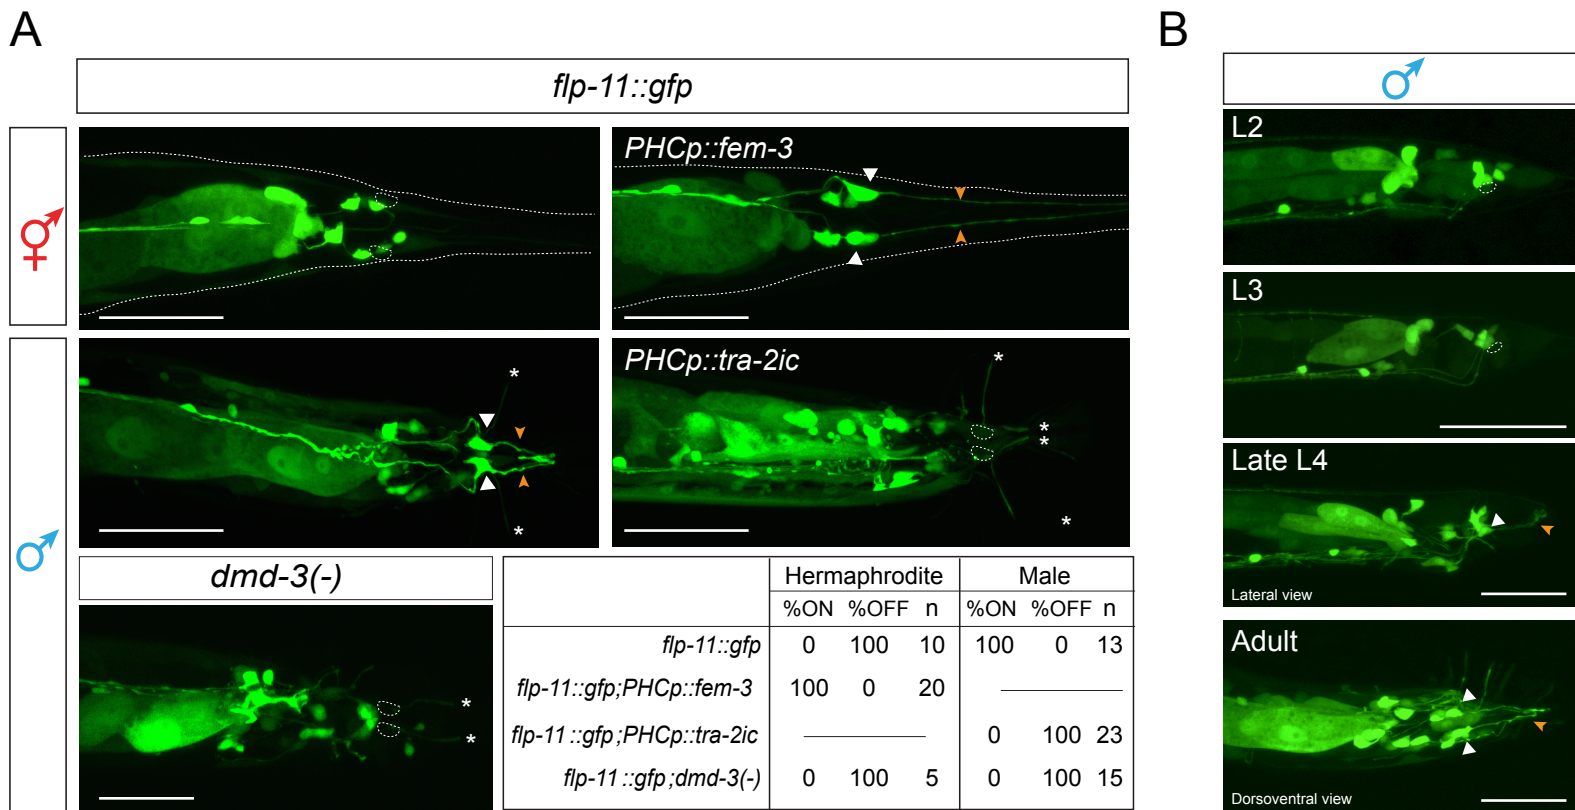 A
B
flp-11::gfp
PHCp::fem-3
*
*
PHCp::tra-2ic
*
*
*
*
dmd-3(-)
*
*
Hermaphrodite Male
%ON %OFF n %ON %OFF n
flp-11::gfp 0 100 10 100 0 13
flp-11::gfp;PHCp::fem-3 100 0 20
flp-11::gfp;PHCp::tra-2ic 0 100 23
flp-11::gfp;dmd-3(-) 0 100 5 0 100 15
L2
L3
Late L4
Lateral view
Adult
Dorsoventral view